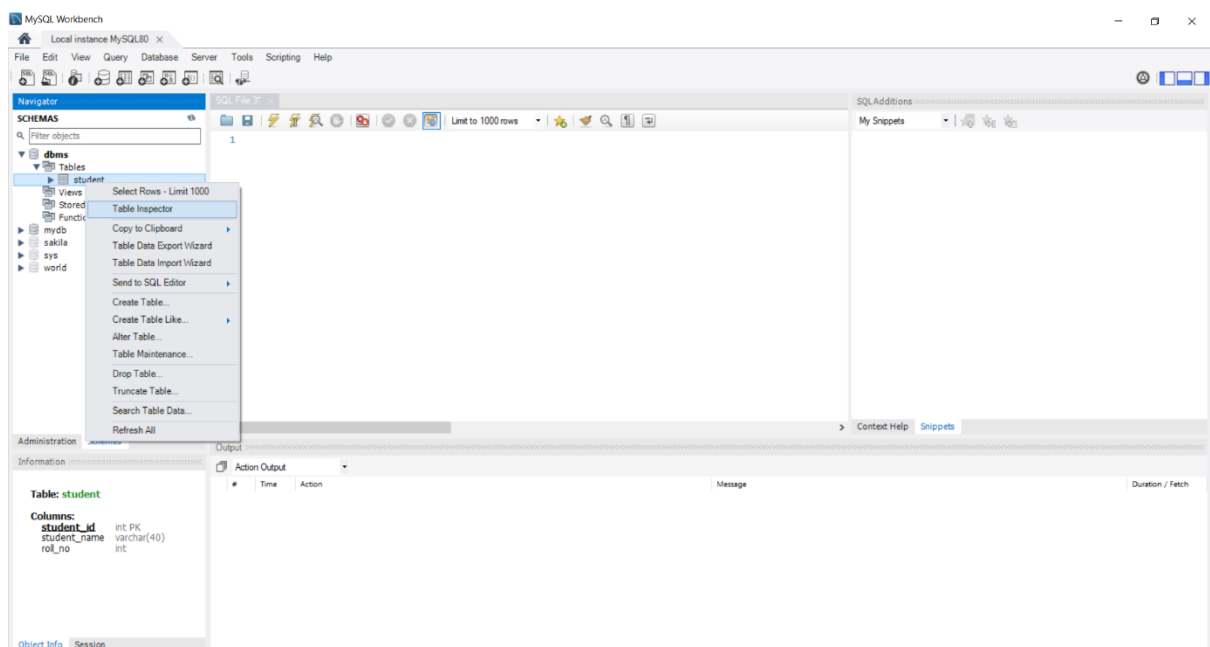 MySQL Workbench
Local instance MySQL80
File Edit View Query Database Server Tools Scripting Help
Navigator
SCHEMAS
Filter objects
dbms
Tables
student
Views
Stored
Functio
mydb
sakila
sys
world
Select Rows - Limit 1000
Table Inspector
Copy to Clipboard
Table Data Export Wizard
Table Data Import Wizard
Send to SQL Editor
Create Table...
Create Table Like...
Alter Table...
Table Maintenance...
Drop Table...
Truncate Table...
Search Table Data...
Refresh All
Administration Schemas
SQL File 3*
Limit to 1000 rows
1
SQLAdditions
My Snippets
Context Help Snippets
Information
Table: student
Columns:
student_id int PK
student_name varchar(40)
roll_no int
Object Info Session
Output
Action Output
# Time Action Message Duration / Fetch